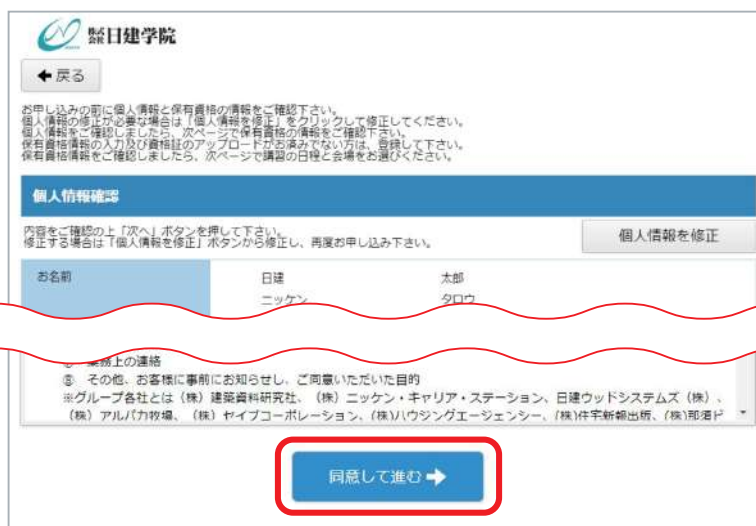 株式会社日建学院
戻る
お申し込みの前に個人情報と保有資格の情報をご確認下さい。
個人情報の修正が必要な場合は「個人情報を修正」をクリックして修正してください。
個人情報をご確認しましたら、次ページで保有資格の情報をご確認下さい。
保有資格情報の入力及び資格証のアップロードがお済みでない方は、登録して下さい。
保有資格情報をご確認しましたら、次ページで講習の日程と会場をお選びください。
個人情報確認
内容をご確認の上「次へ」ボタンを押して下さい。
修正する場合は「個人情報を修正」ボタンから修正し、再度お申し込み下さい。
個人情報を修正
お名前 日建 太郎
ニッケン タロウ
業務上の連絡
⑧ その他、お客様に事前にお知らせし、ご同意いただいた目的
※グループ各社とは（株）建築資料研究社、（株）ニッケン・キャリア・ステーション、日建ウッドシステムズ（株）、
（株）アルパカ牧場、（株）ヤイブコーポレーション、(株)ハウジングエージェンシー、(株)住宅新報出版、(株)那須ビ
同意して進む